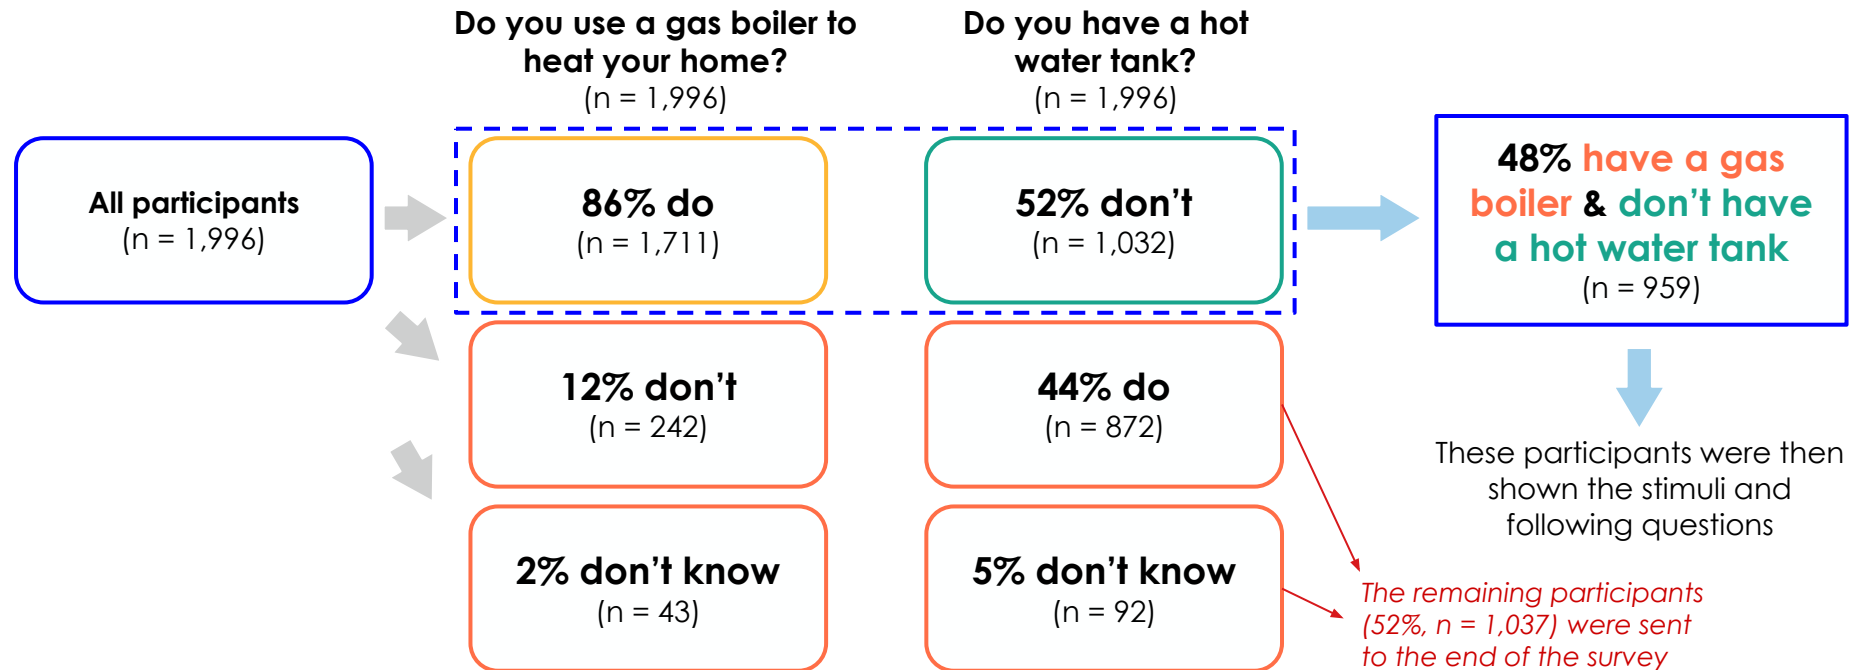 Do you use a gas boiler to
heat your home?
(n = 1,996)
Do you have a hot
water tank?
(n = 1,996)
All participants
(n = 1,996)
86% do
(n = 1,711)
52% don't
(n = 1,032)
48% have a gas
boiler & don't have
a hot water tank
(n = 959)
12% don't
(n = 242)
44% do
(n = 872)
These participants were then
shown the stimuli and
following questions
2% don't know
(n = 43)
5% don't know
(n = 92)
The remaining participants
(52%, n = 1,037) were sent
to the end of the survey